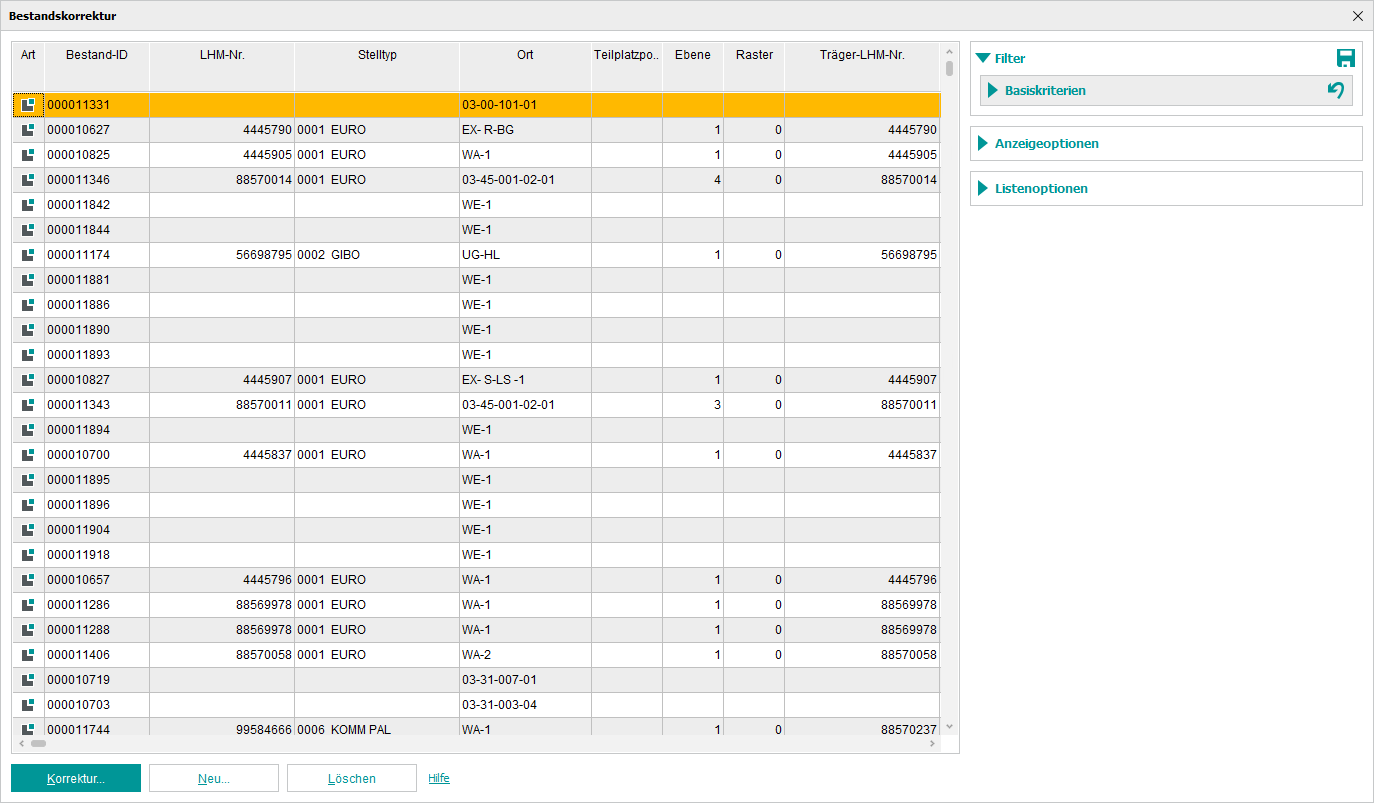 Bestandskorrektur
Art Bestand-ID LHM-Nr. Stelltyp Ort Teilplatzpo.. Ebene Raster Träger-LHM-Nr.
000011331 03-00-101-01
000010627 4445790 0001 EURO EX- R-BG 1 0 4445790
000010825 4445905 0001 EURO WA-1 1 0 4445905
000011346 88570014 0001 EURO 03-45-001-02-01 4 0 88570014
000011842 WE-1
000011844 WE-1
000011174 56698795 0002 GIBO UG-HL 1 0 56698795
000011881 WE-1
000011886 WE-1
000011890 WE-1
000011893 WE-1
000010827 4445907 0001 EURO EX- S-LS -1 1 0 4445907
000011343 88570011 0001 EURO 03-45-001-02-01 3 0 88570011
000011894 WE-1
000010700 4445837 0001 EURO WA-1 1 0 4445837
000011895 WE-1
000011896 WE-1
000011904 WE-1
000011918 WE-1
000010657 4445796 0001 EURO WA-1 1 0 4445796
000011286 88569978 0001 EURO WA-1 1 0 88569978
000011288 88569978 0001 EURO WA-1 1 0 88569978
000011406 88570058 0001 EURO WA-2 1 0 88570058
000010719 03-31-007-01
000010703 03-31-003-04
000011744 99584666 0006 KOMM PAL WA-1 1 0 88570237
Filter
Basiskriterien
Anzeigeoptionen
Listenoptionen
Korrektur... Neu... Löschen Hilfe